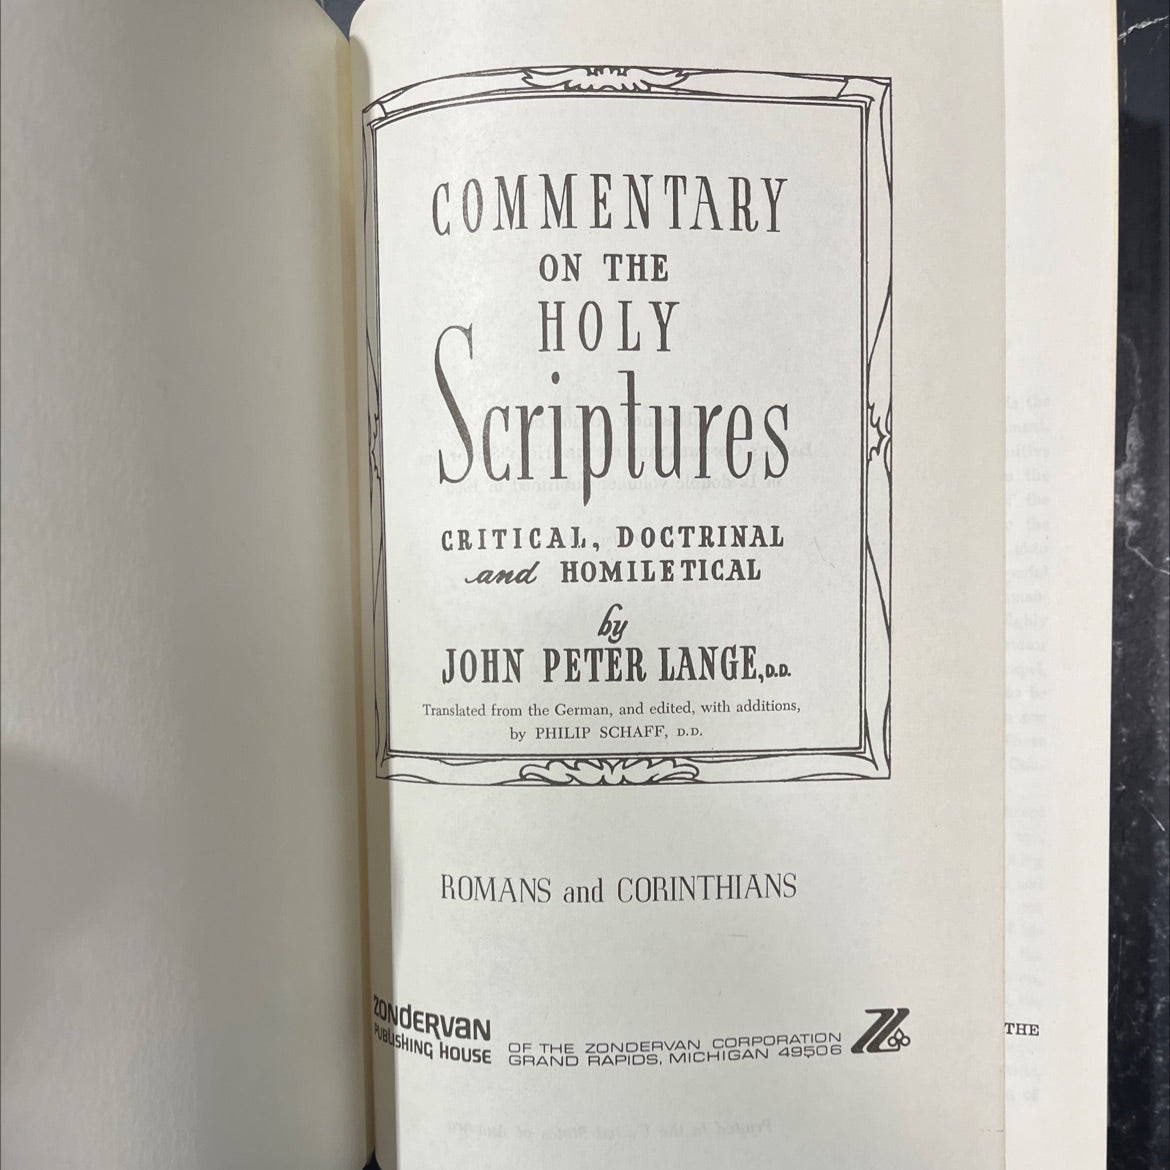 COMMENTARY
ON THE
HOLY
Scriptures
CRITICAL, DOCTRINAL
and HOMILETICAL
by
JOHN PETER LANGE, D.D.
Translated from the German, and edited, with additions,
by PHILIP SCHAFF, D.D.
ROMANS and CORINTHIANS
ZONDERVAN
PUBLISHING HOUSE
OF THE ZONDERVAN CORPORATION
GRAND RAPIDS, MICHIGAN 49506
THE